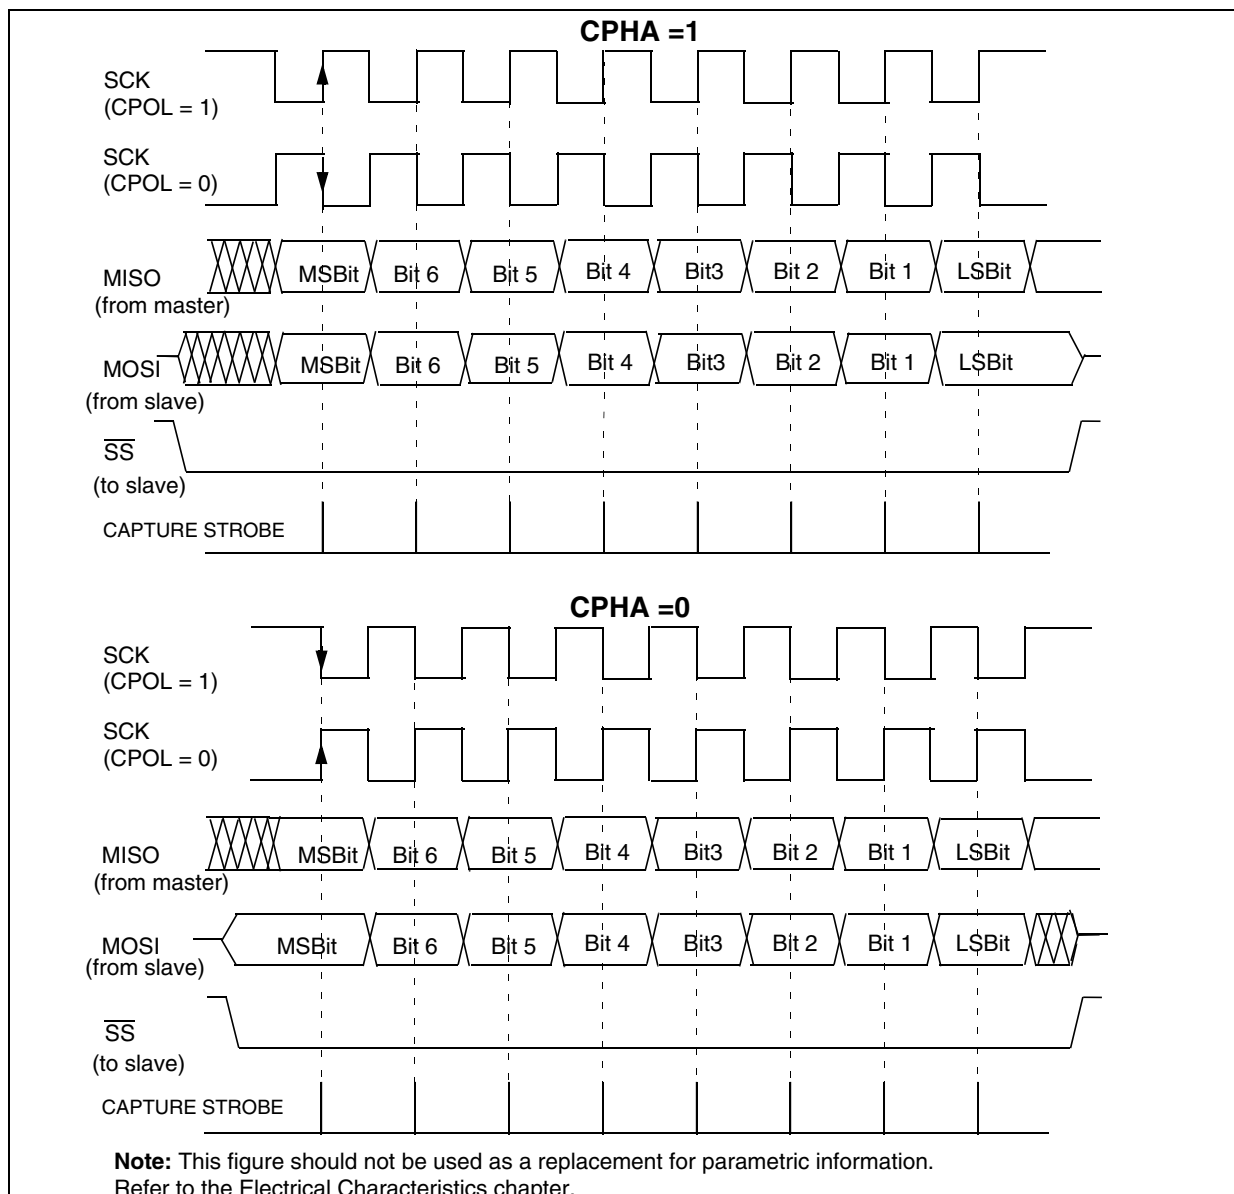 CPHA =1
SCK
(CPOL = 1)
SCK
(CPOL = 0)
MISO
(from master)
MSBit Bit 6 Bit 5 Bit 4 Bit3 Bit 2 Bit 1 LSBit
MOSI
(from slave)
MSBit Bit 6 Bit 5 Bit 4 Bit3 Bit 2 Bit 1 LSBit
SS
(to slave)
CAPTURE STROBE
CPHA =0
SCK
(CPOL = 1)
SCK
(CPOL = 0)
MISO
(from master)
MSBit Bit 6 Bit 5 Bit 4 Bit3 Bit 2 Bit 1 LSBit
MOSI
(from slave)
MSBit Bit 6 Bit 5 Bit 4 Bit3 Bit 2 Bit 1 LSBit
SS
(to slave)
CAPTURE STROBE
Note: This figure should not be used as a replacement for parametric information.
Refer to the Electrical Characteristics chapter.